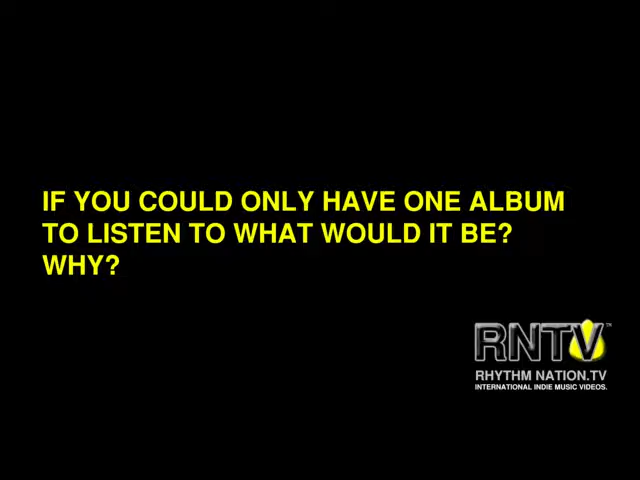 IF YOU COULD ONLY HAVE ONE ALBUM
TO LISTEN TO WHAT WOULD IT BE?
WHY?
RNTV™
RHYTHM NATION.TV
INTERNATIONAL INDIE MUSIC VIDEOS.